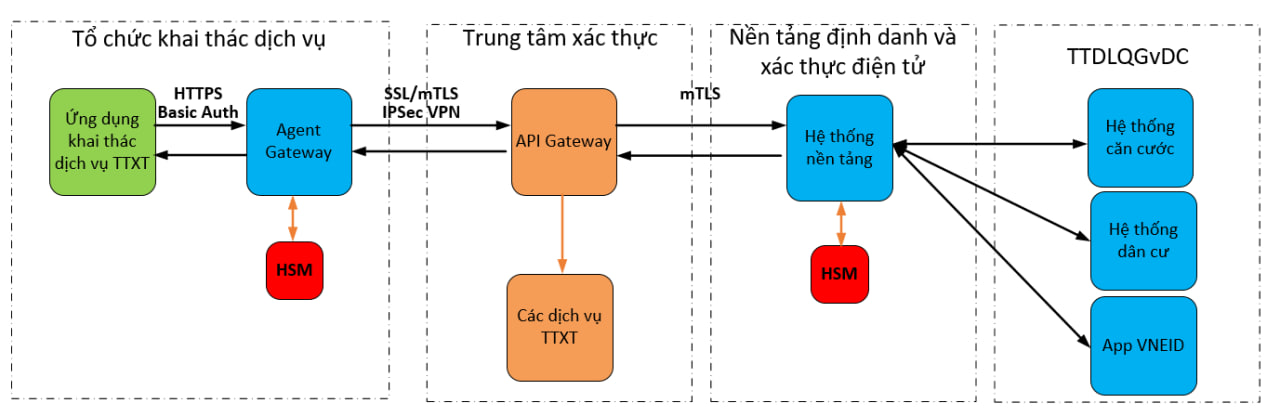 Tổ chức khai thác dịch vụ
Ứng dụng
khai thác
dịch vụ TTXT
HTTPS
Basic Auth
Agent
Gateway
HSM
SSL/mTLS
IPSec VPN
Trung tâm xác thực
API Gateway
Các dịch vụ
TTXT
mTLS
Nền tảng định danh và
xác thực điện tử
Hệ thống
nền tảng
HSM
TTDLQGvDC
Hệ thống
căn cước
Hệ thống
dân cư
App VNEID